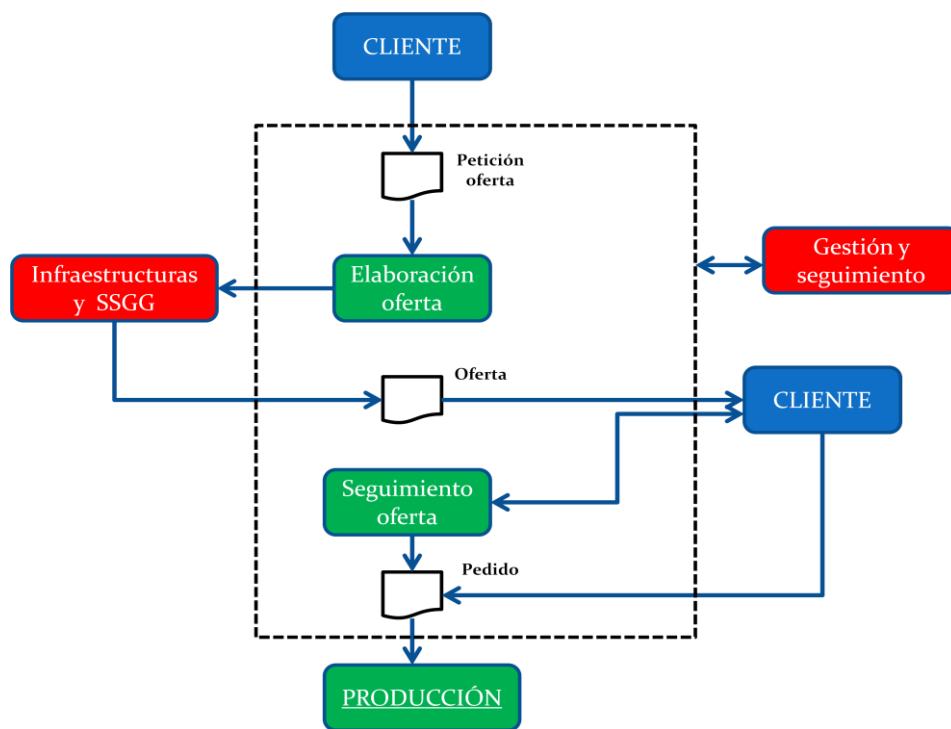 CLIENTE
Petición
oferta
Gestión y
seguimiento
Infraestructuras
y SSGG
Elaboración
oferta
Oferta
CLIENTE
Seguimiento
oferta
Pedido
PRODUCCIÓN